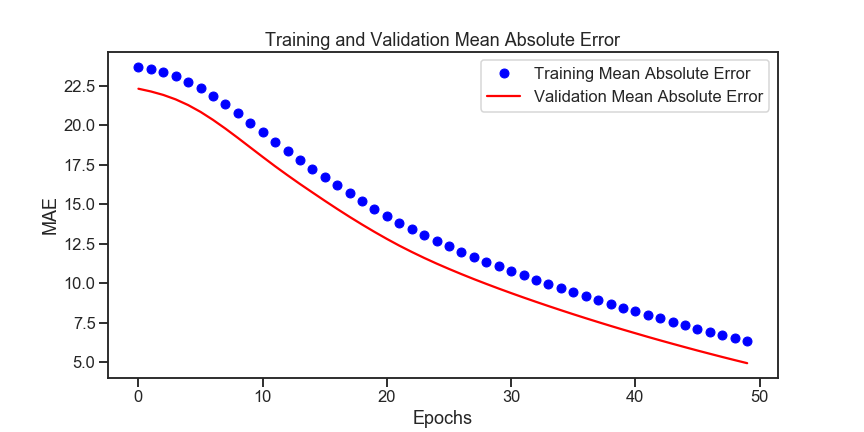 Training and Validation Mean Absolute Error
Training Mean Absolute Error
Validation Mean Absolute Error
MAE
22.5
20.0
17.5
15.0
12.5
10.0
7.5
5.0
0 10 20 30 40 50
Epochs